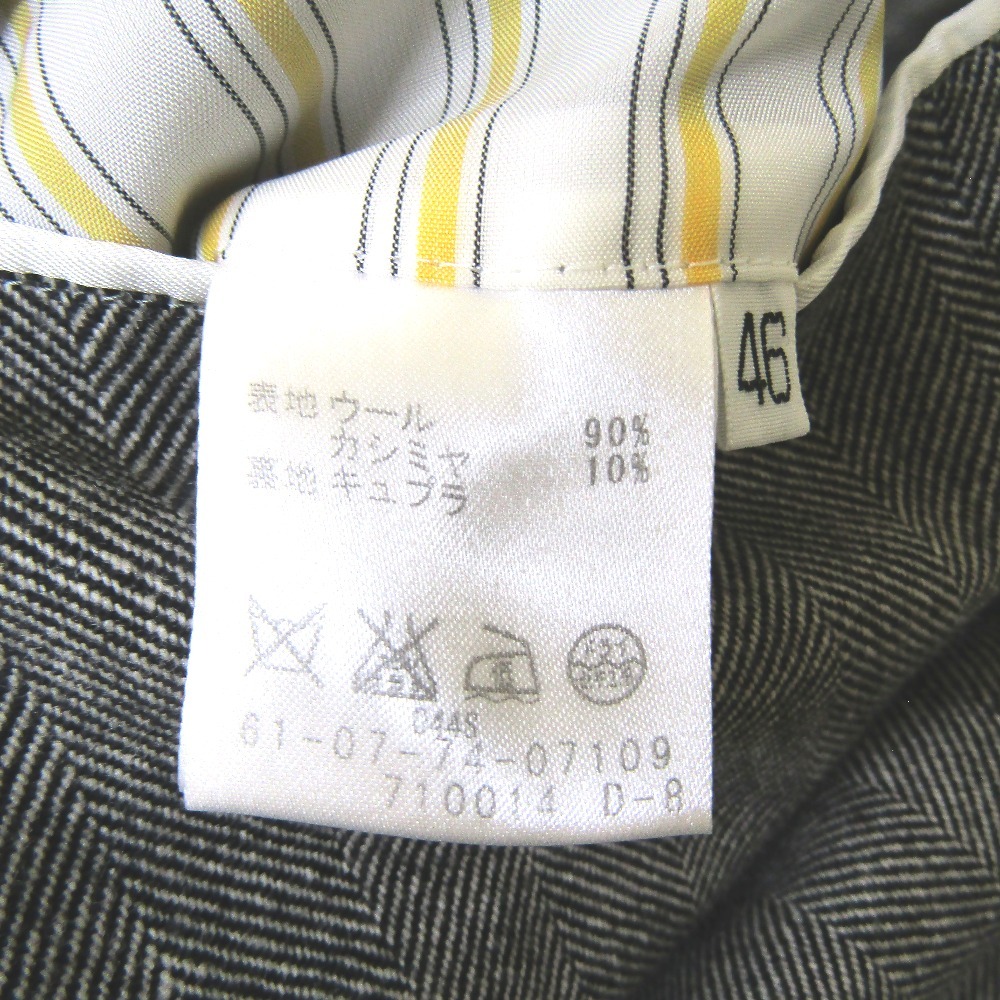 46
表地 ウール 90%
カシミヤ 10%
裏地 キュプラ
61-07-74-07109
710014 D-8